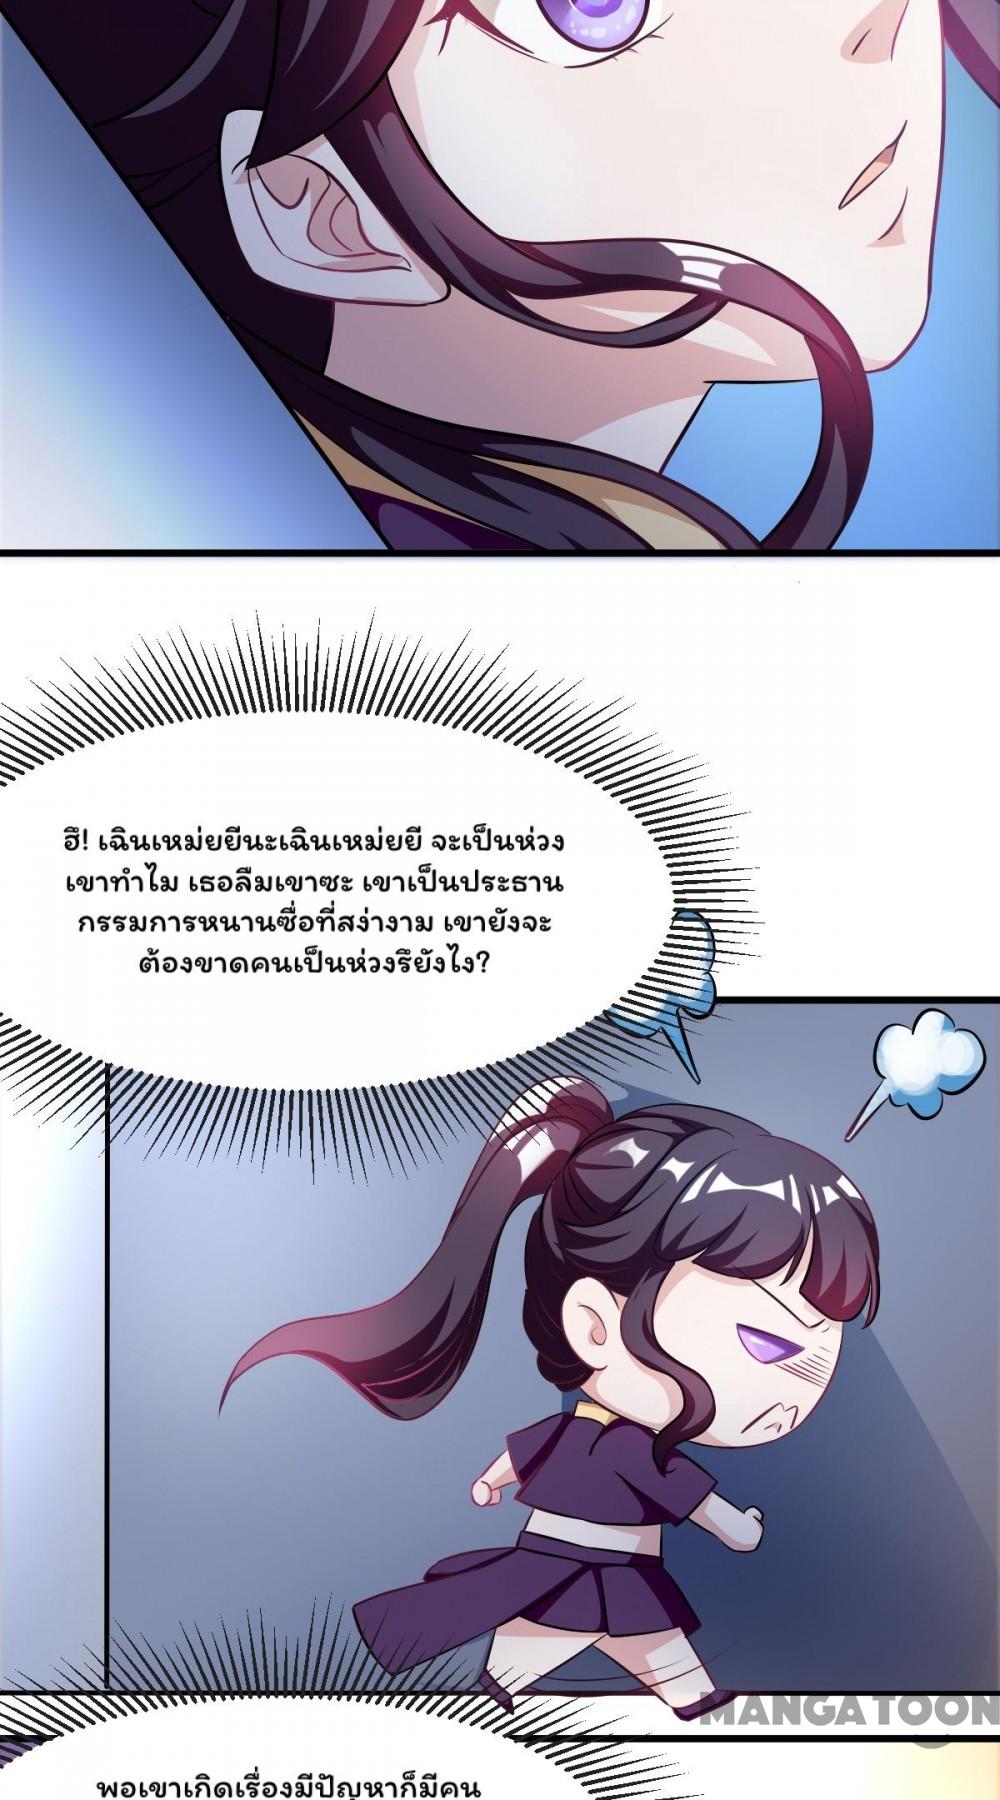 ฮึ! เฉินเหม่ยยีนะเฉินเหม่ยยี จะเป็นห่วง
เขาทำไม เธอลืมเขาซะ เขาเป็นประธาน
กรรมการหนานซื่อที่สง่างาม เขายังจะ
ต้องขาดคนเป็นห่วงรึยังไง?
MANGATOON
พอเขาเกิดเรื่องมีปัญหาก็มีคน